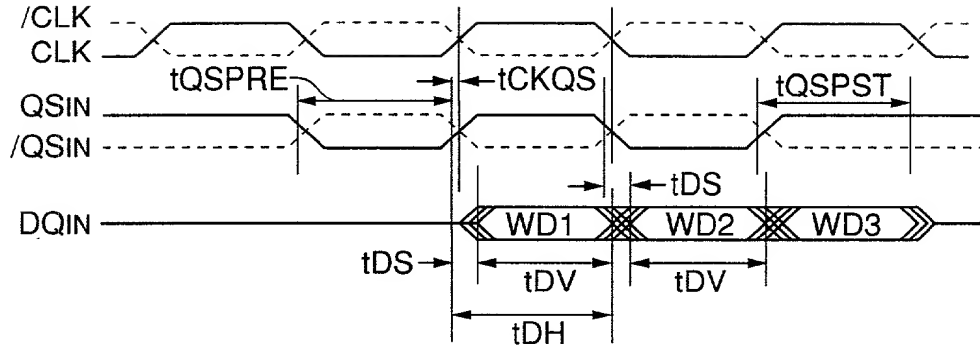 /CLK
CLK
tQSPRE
tCKQS
tQSPST
QSIN
/QSIN
tDS
DQIN
WD1
WD2
WD3
tDS
tDV
tDV
tDH